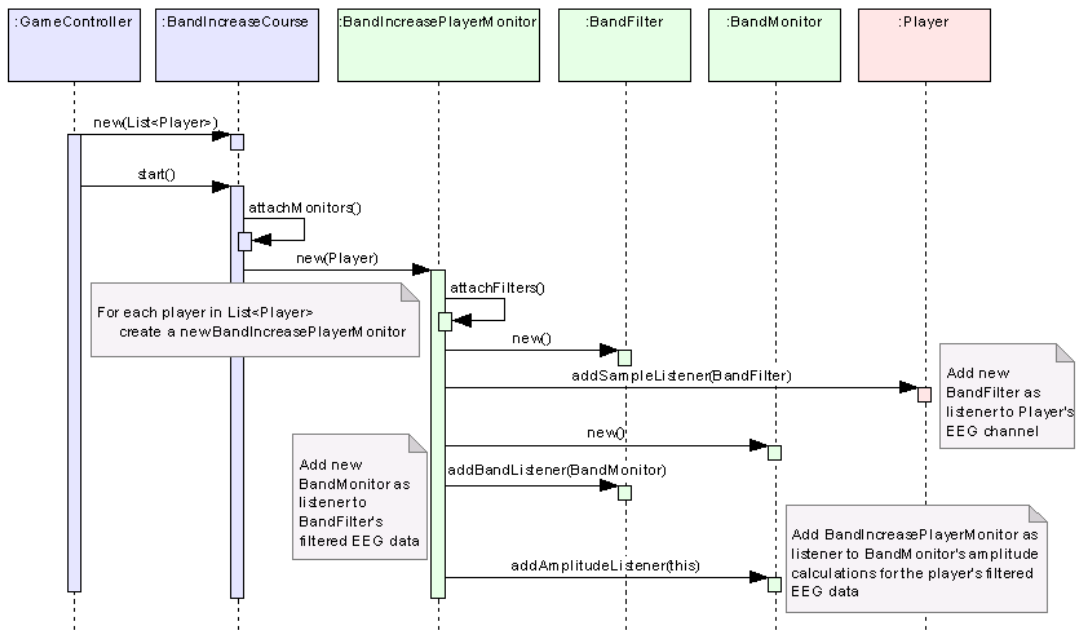 :GameController
:BandIncreaseCourse
:BandIncreasePlayerMonitor
:BandFilter
:BandMonitor
:Player
new(List<Player>)
start()
attachMonitors()
new(Player)
For each player in List<Player>
create a newBandIncreasePlayerMonitor
attachFilters()
new()
addSampleListener(BandFilter)
Add new
BandFilter as
listener to Player's
EEG channel
new()
addBandListener(BandMonitor)
Add new
BandMonitor as
listener to
BandFilter's
filtered EEG data
Add BandIncreasePlayerMonitor as
listener to BandMonitor's amplitude
calculations for the player's filtered
EEG data
addAmplitudeListener(this)